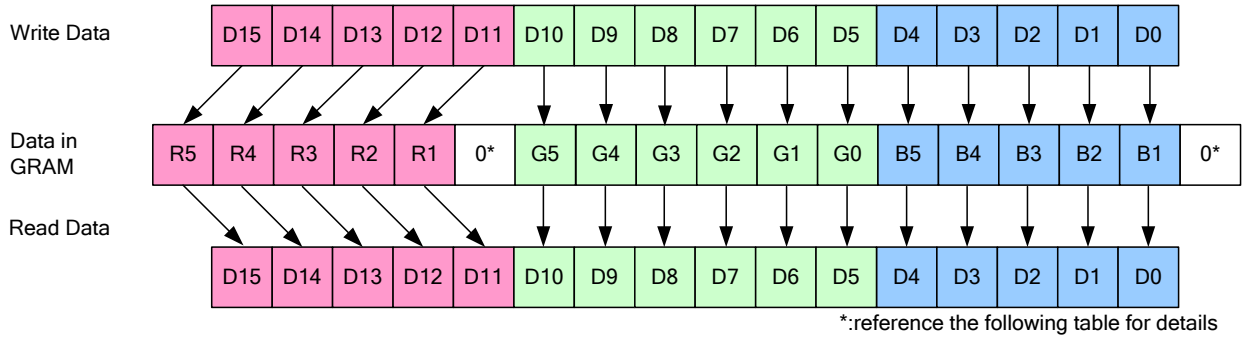 Write Data D15 D14 D13 D12 D11 D10 D9 D8 D7 D6 D5 D4 D3 D2 D1 D0
Data in
GRAM
R5 R4 R3 R2 R1 0* G5 G4 G3 G2 G1 G0 B5 B4 B3 B2 B1 0*
Read Data
D15 D14 D13 D12 D11 D10 D9 D8 D7 D6 D5 D4 D3 D2 D1 D0
*:reference the following table for details